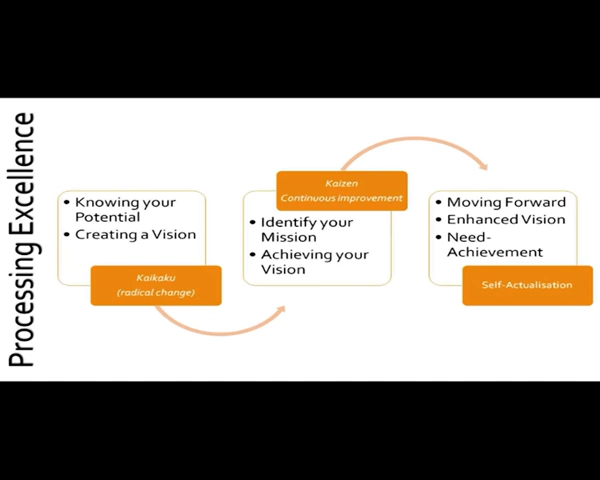 Processing Excellence
• Knowing your
Potential
• Creating a Vision
Kaikaku
(radical change)
Kaizen
Continuous improvement
• Identify your
Mission
• Achieving your
Vision
• Moving Forward
• Enhanced Vision
• Need-
Achievement
Self-Actualisation